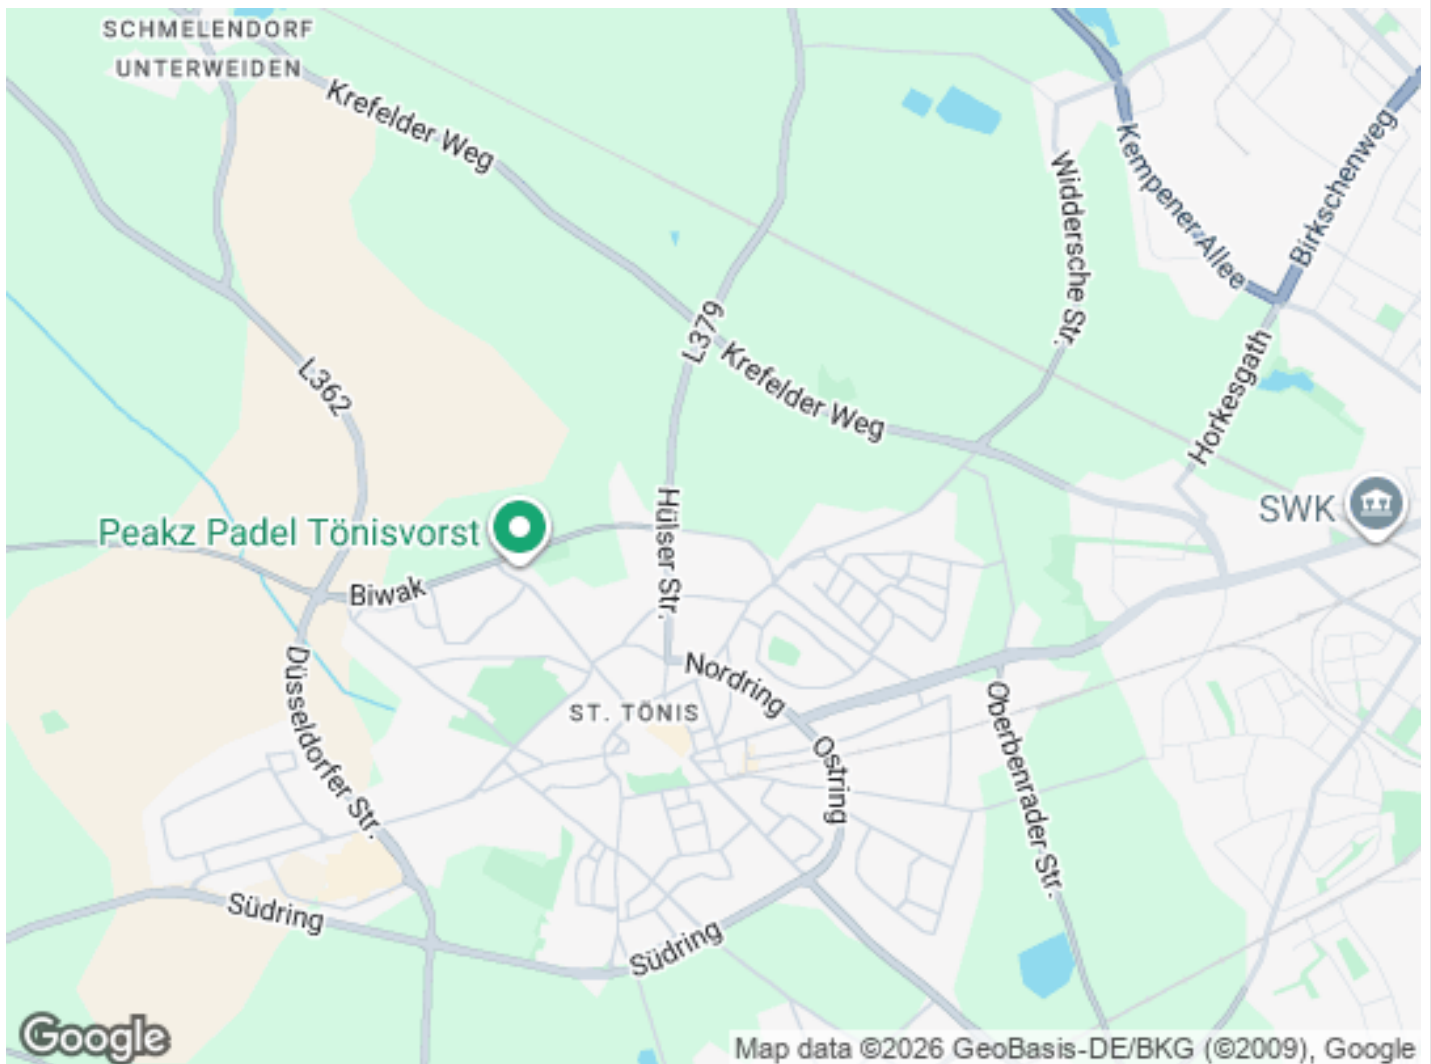 SCHMELENDORF
UNTERWEIDEN
Krefelder Weg
Kempener Allee
Birkschenweg
Widdersche Str.
L379
Krefelder Weg
L362
Horkesgath
SWK
Peakz Padel Tönisvorst
Hülser Str.
Biwak
Düsseldorfer Str.
Nordring
ST. TÖNIS
Oberbenrader Str.
Ostring
Südring
Südring
Google
Map data ©2026 GeoBasis-DE/BKG (©2009), Google